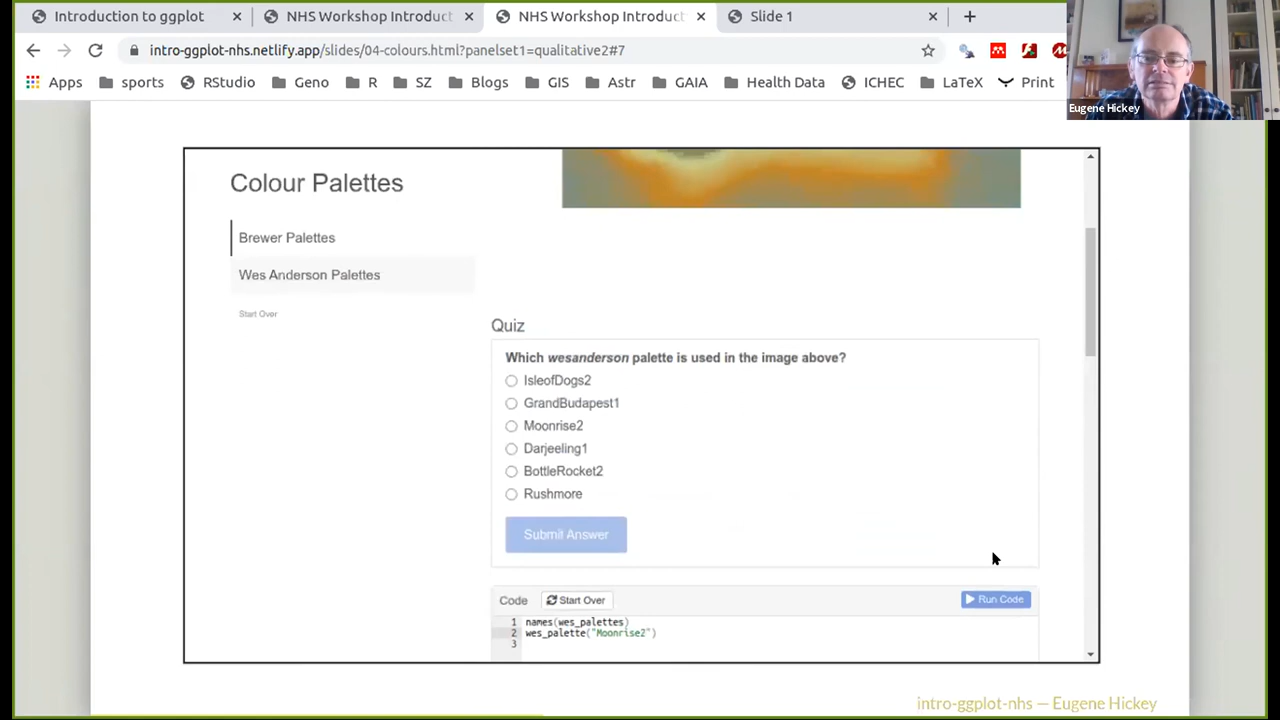 Introduction to ggplot
NHS Workshop Introduct
NHS Workshop Introduct
Slide 1
intro-ggplot-nhs.netlify.app/slides/04-colours.html?panelset1=qualitative2#7
Apps
sports
RStudio
Geno
R
SZ
Blogs
GIS
Astr
GAIA
Health Data
ICHEC
LaTeX
Print
Eugene Hickey
Colour Palettes
Brewer Palettes
Wes Anderson Palettes
Start Over
Quiz
Which wesanderson palette is used in the image above?
IsleofDogs2
GrandBudapest1
Moonrise2
Darjeeling1
BottleRocket2
Rushmore
Submit Answer
Code
Start Over
Run Code
1 names(wes_palettes)
2 wes_palette("Moonrise2")
3
intro-ggplot-nhs — Eugene Hickey